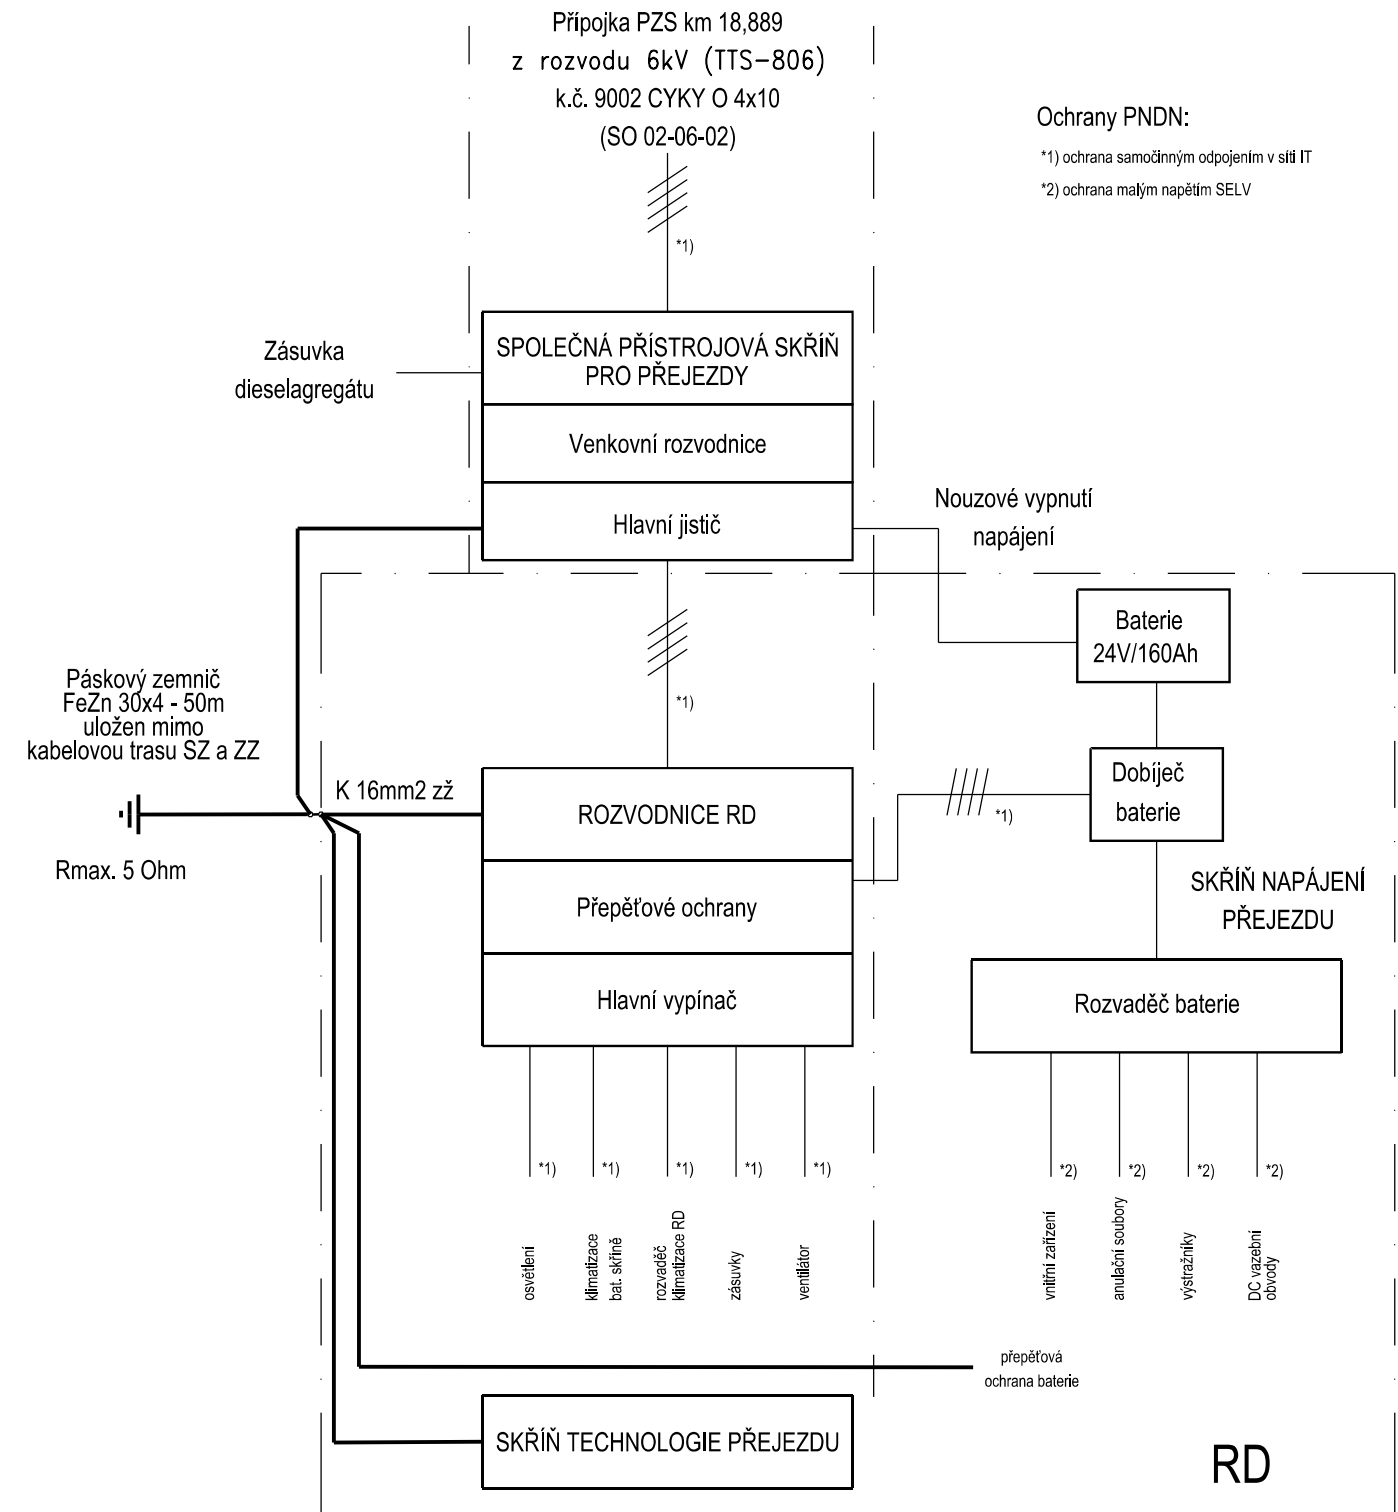 Přípojka PZS km 18,889
z rozvodu 6kV (TTS-806)
k.č. 9002 CYKY O 4x10
(SO 02-06-02)
Ochrany PNDN:
*1) ochrana samočinným odpojením v síti IT
*2) ochrana malým napětím SELV
*1)
SPOLEČNÁ PŘÍSTROJOVÁ SKŘÍŇ
PRO PŘEJEZDY
Zásuvka
dieselagregátu
Venkovní rozvodnice
Hlavní jistič
Nouzové vypnutí
napájení
Baterie
24V/160Ah
*1)
Páskový zemnič
FeZn 30x4 - 50m
uložen mimo
kabelovou trasu SZ a ZZ
K 16mm2 zž
Rmax. 5 Ohm
ROZVODNICE RD
Přepěťové ochrany
Hlavní vypínač
*1)
Dobíječ
baterie
SKŘÍŇ NAPÁJENÍ
PŘEJEZDU
Rozvaděč baterie
*1)
*1)
*1)
*1)
*1)
*2)
*2)
*2)
*2)
osvětlení
klimatizace
bat. skříně
rozvaděč
klimatizace RD
zásuvky
ventilátor
vnitřní zařízení
anulační soubory
výstražníky
DC vazební
obvody
přepěťová
ochrana baterie
SKŘÍŇ TECHNOLOGIE PŘEJEZDU
RD